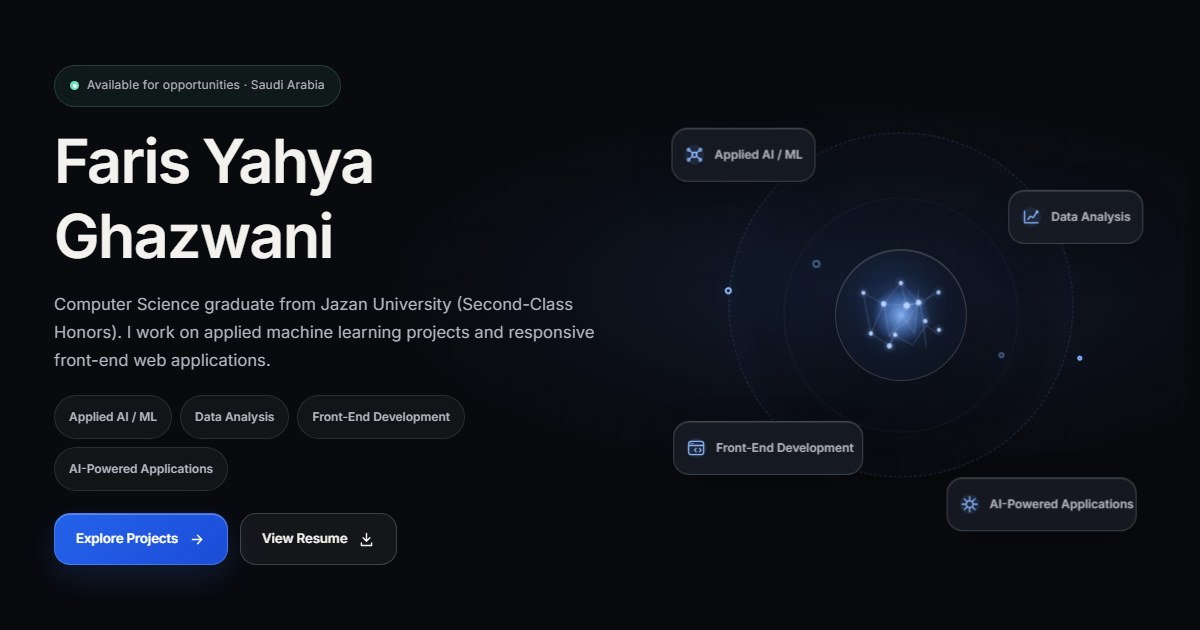 Available for opportunities · Saudi Arabia
Faris Yahya
Ghazwani
Computer Science graduate from Jazan University (Second-Class
Honors). I work on applied machine learning projects and responsive
front-end web applications.
Applied AI / ML
Data Analysis
Front-End Development
AI-Powered Applications
Explore Projects
View Resume
Applied AI / ML
Data Analysis
Front-End Development
AI-Powered Applications